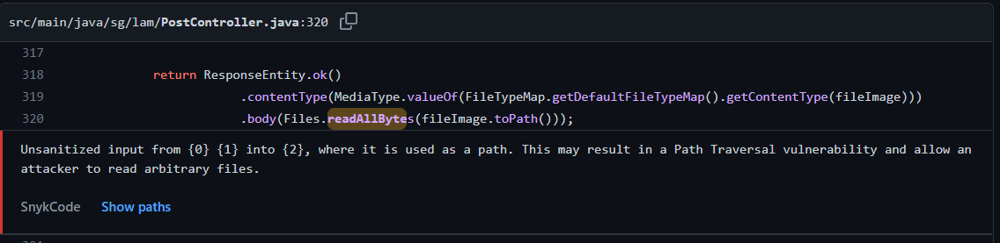 src/main/java/sg/lam/PostController.java:320
317
318 return ResponseEntity.ok()
319 .contentType(MediaType.valueOf(FileTypeMap.getDefaultFileTypeMap().getContentType(fileImage)))
320 .body(Files.readAllBytes(fileImage.toPath()));
Unsanitized input from {0} {1} into {2}, where it is used as a path. This may result in a Path Traversal vulnerability and allow an
attacker to read arbitrary files.
SnykCode Show paths
321